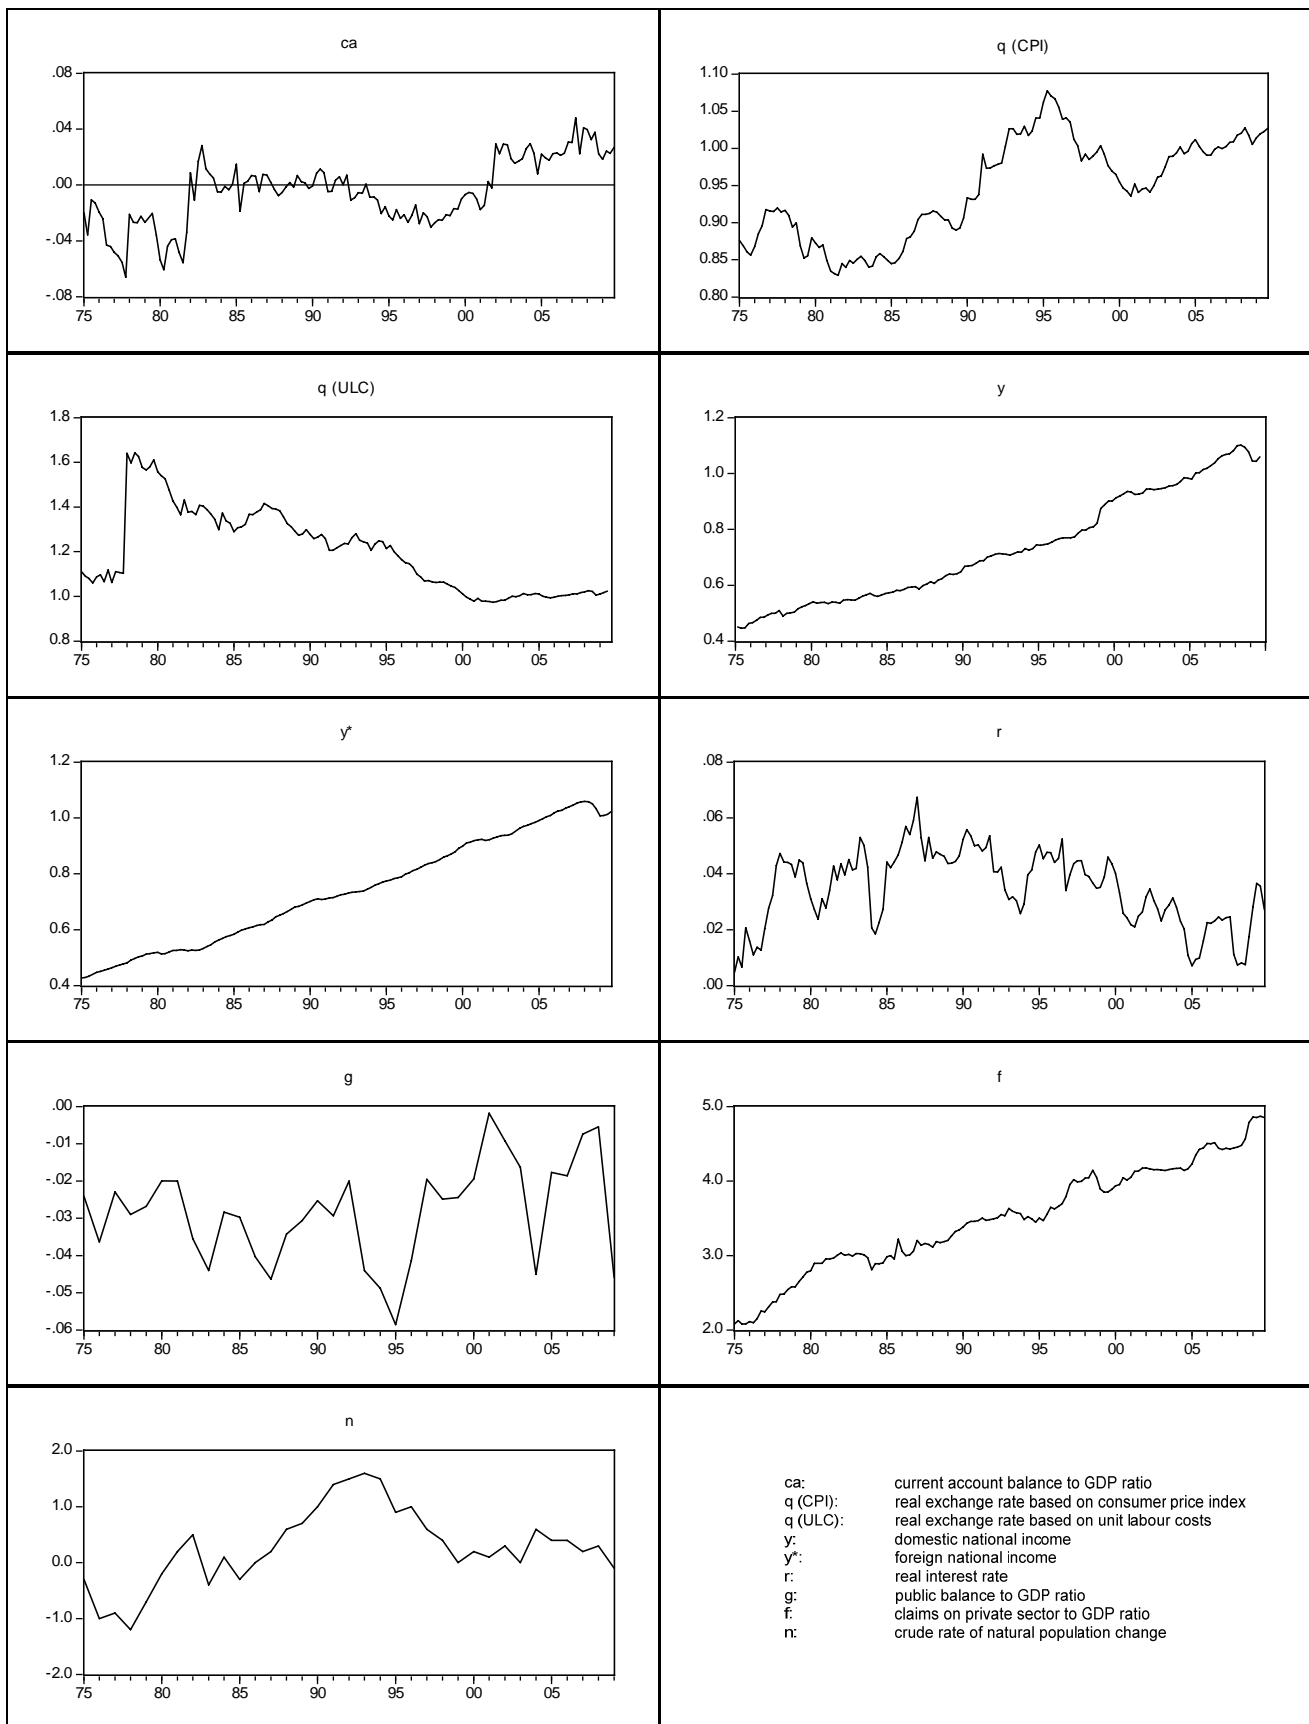 ca
.08
.04
.00
-.04
-.08
75 80 85 90 95 00 05
q (CPI)
1.10
1.05
1.00
0.95
0.90
0.85
0.80
75 80 85 90 95 00 05
q (ULC)
1.8
1.6
1.4
1.2
1.0
0.8
75 80 85 90 95 00 05
y
1.2
1.0
0.8
0.6
0.4
75 80 85 90 95 00 05
y*
1.2
1.0
0.8
0.6
0.4
75 80 85 90 95 00 05
r
.08
.06
.04
.02
.00
75 80 85 90 95 00 05
g
.00
-.01
-.02
-.03
-.04
-.05
-.06
75 80 85 90 95 00 05
f
5.0
4.0
3.0
2.0
75 80 85 90 95 00 05
n
2.0
1.0
0.0
-1.0
-2.0
75 80 85 90 95 00 05
ca: current account balance to GDP ratio
q (CPI): real exchange rate based on consumer price index
q (ULC): real exchange rate based on unit labour costs
y: domestic national income
y*: foreign national income
r: real interest rate
g: public balance to GDP ratio
f: claims on private sector to GDP ratio
n: crude rate of natural population change